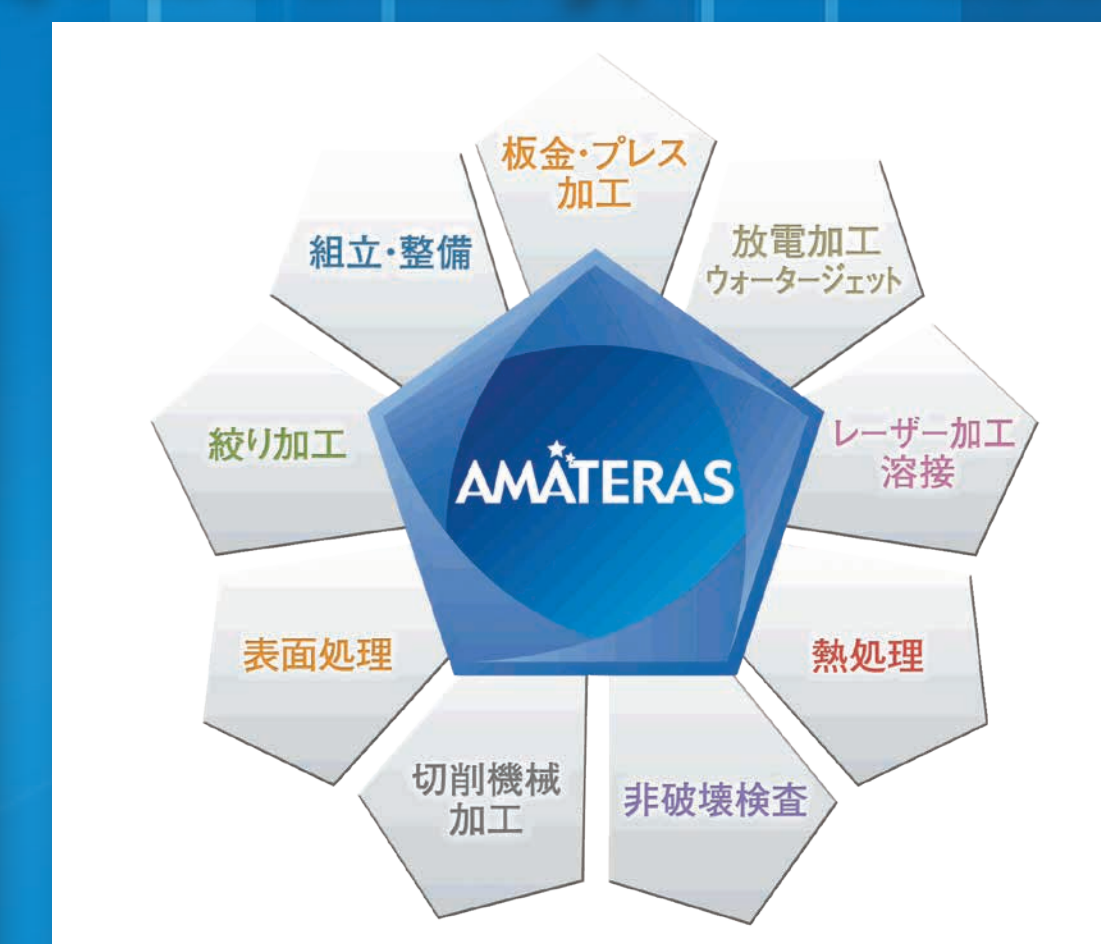 板金・プレス
加工
放電加工
ウォータージェット
レーザー加工
溶接
熱処理
非破壊検査
切削機械
加工
表面処理
絞り加工
組立・整備
AMATERAS